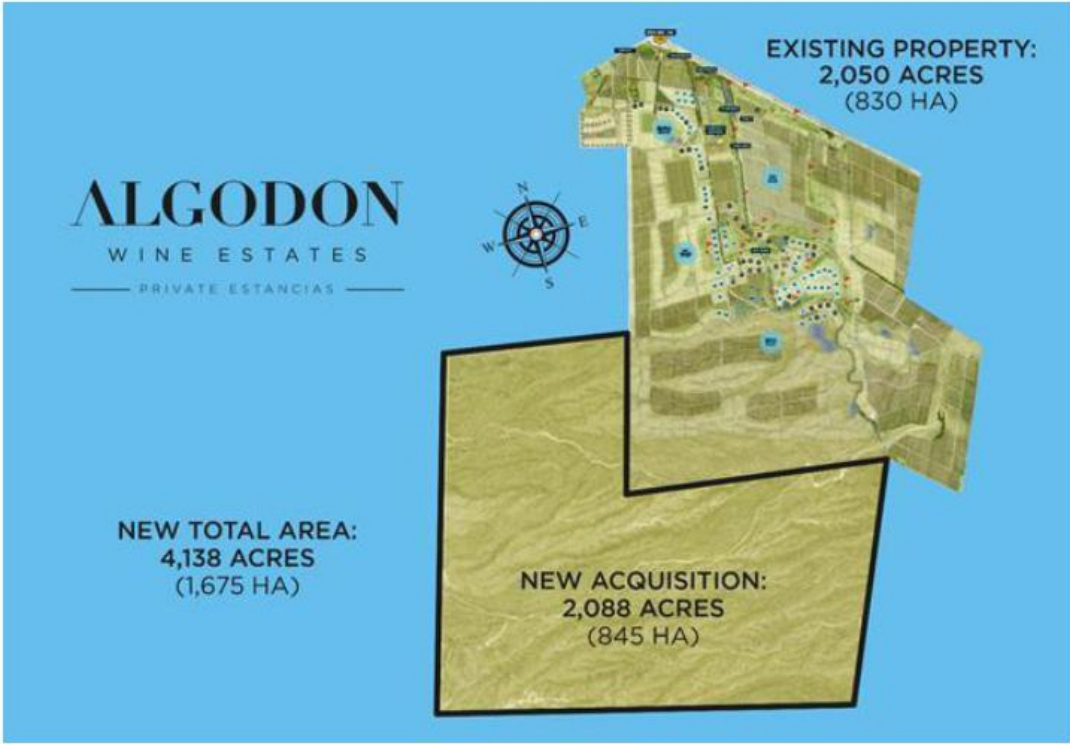 EXISTING PROPERTY:
2,050 ACRES
(830 HA)
ALGODON
WINE ESTATES
PRIVATE ESTANCIAS
N
E
W
S
NEW TOTAL AREA:
4,138 ACRES
(1,675 HA)
NEW ACQUISITION:
2,088 ACRES
(845 HA)